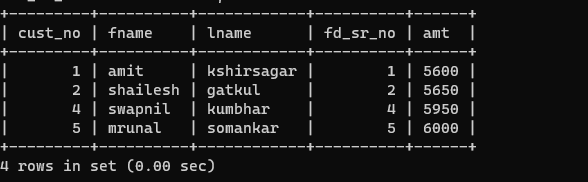 +---------+----------+------------+----------+------+
| cust_no | fname    | lname      | fd_sr_no | amt  |
+---------+----------+------------+----------+------+
|       1 | amit     | kshirsagar |        1 | 5600 |
|       2 | shailesh | gatkul     |        2 | 5650 |
|       4 | swapnil  | kumbhar    |        4 | 5950 |
|       5 | mrunal   | somankar   |        5 | 6000 |
+---------+----------+------------+----------+------+
4 rows in set (0.00 sec)